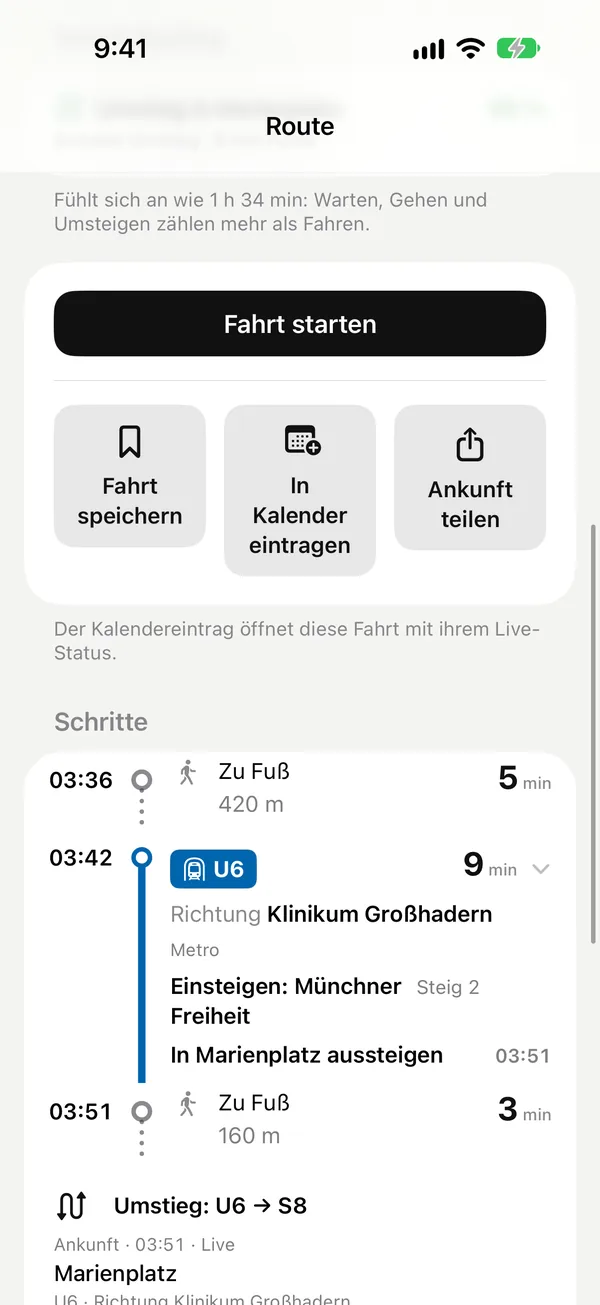 9:41
Route
Fühlt sich an wie 1 h 34 min: Warten, Gehen und
Umsteigen zählen mehr als Fahren.
Fahrt starten
Fahrt
speichern
In
Kalender
eintragen
Ankunft
teilen
Der Kalendereintrag öffnet diese Fahrt mit ihrem Live-
Status.
Schritte
03:36 Zu Fuß 5 min
420 m
03:42 U6 9 min
Richtung Klinikum Großhadern
Metro
Einsteigen: Münchner Steig 2
Freiheit
In Marienplatz aussteigen 03:51
03:51 Zu Fuß 3 min
160 m
Umstieg: U6 → S8
Ankunft · 03:51 · Live
Marienplatz
U6 · Richtung Klinikum Großhadern